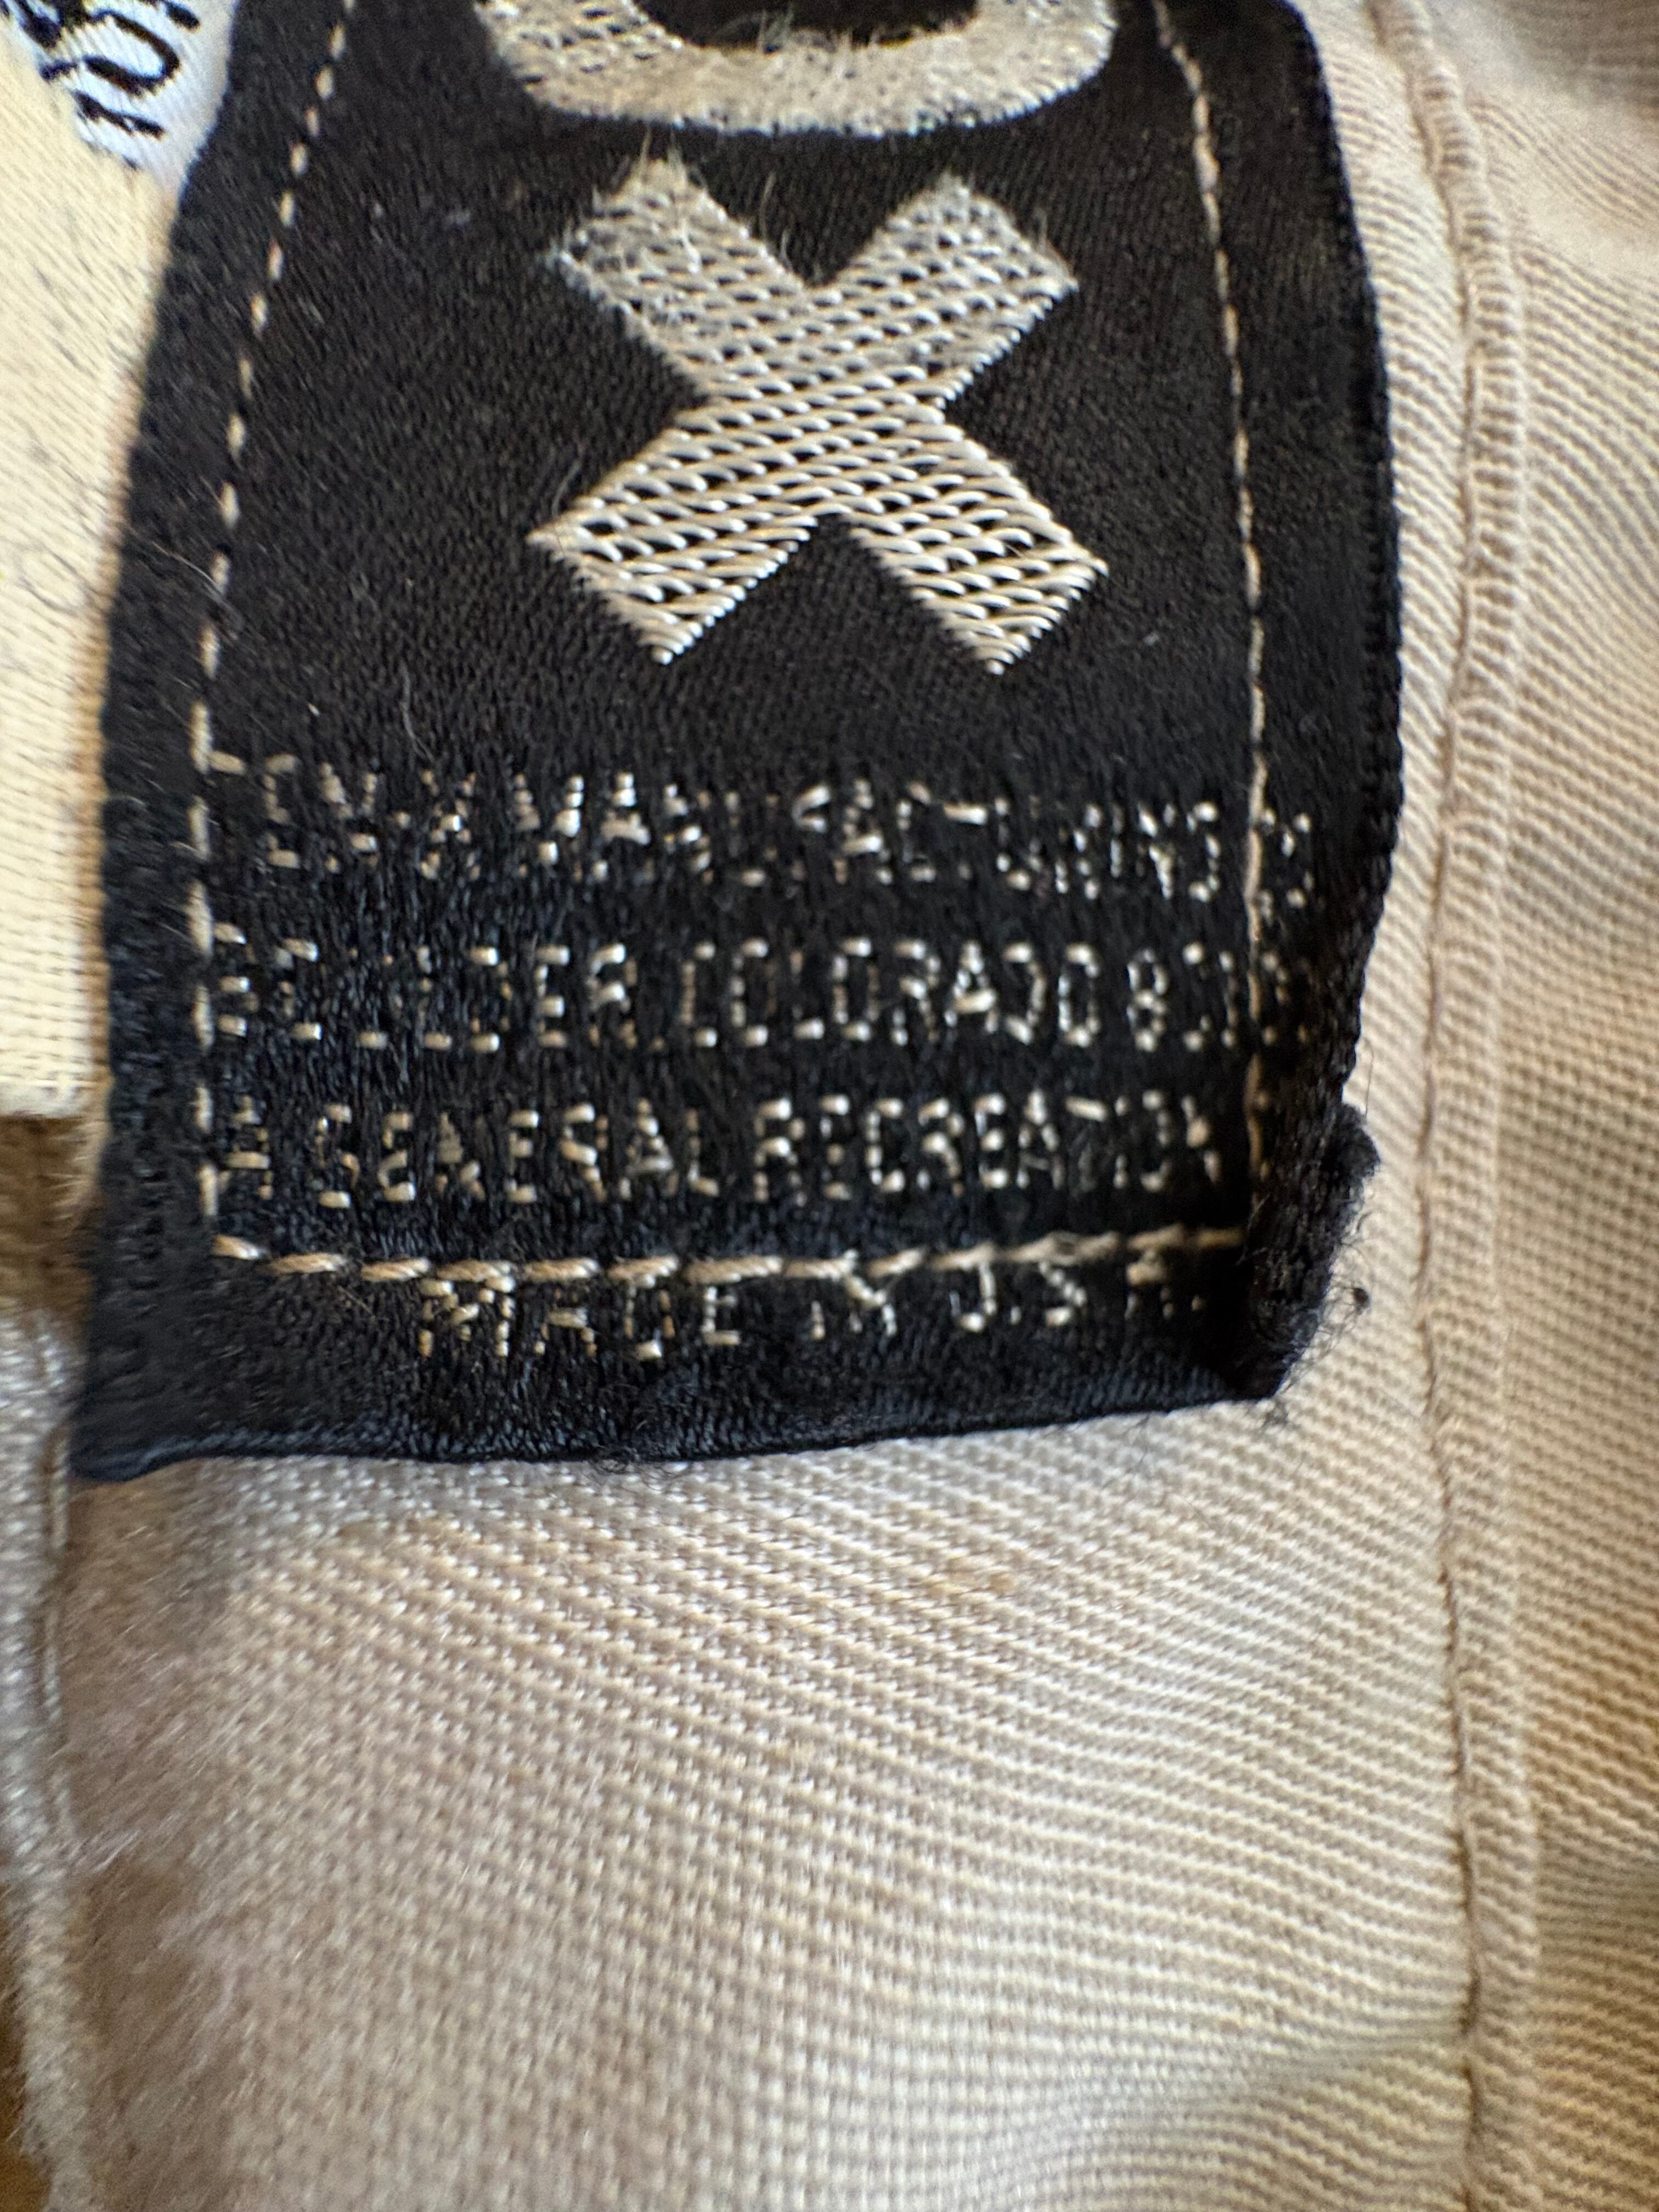 X
MANUFACTURING
BOULDER COLORADO
A GENERAL RECREATION
MADE IN U.S.A.